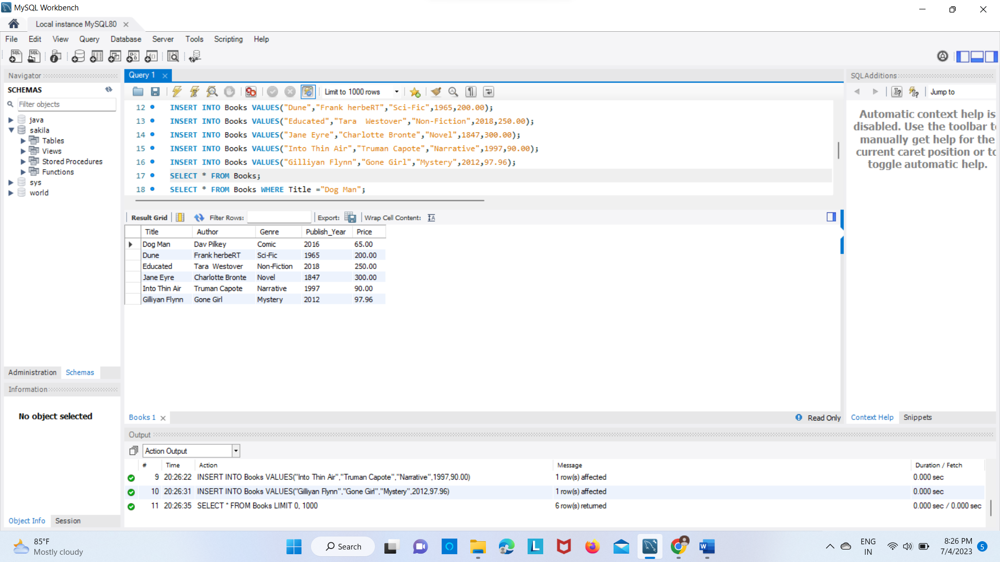 MySQL Workbench
Local instance MySQL80
File Edit View Query Database Server Tools Scripting Help
Navigator
SCHEMAS
Filter objects
java
sakila
Tables
Views
Stored Procedures
Functions
sys
world
Administration Schemas
Information
No object selected
Object Info Session
Query 1
Limit to 1000 rows
12 INSERT INTO Books VALUES("Dune","Frank herbeRT","Sci-Fic",1965,200.00);
13 INSERT INTO Books VALUES("Educated","Tara  Westover","Non-Fiction",2018,250.00);
14 INSERT INTO Books VALUES("Jane Eyre","Charlotte Bronte","Novel",1847,300.00);
15 INSERT INTO Books VALUES("Into Thin Air","Truman Capote","Narrative",1997,90.00);
16 INSERT INTO Books VALUES("Gilliyan Flynn","Gone Girl","Mystery",2012,97.96);
17 SELECT * FROM Books;
18 SELECT * FROM Books WHERE Title ="Dog Man";
Result Grid Filter Rows: Export: Wrap Cell Content:
Title Author Genre Publish_Year Price
Dog Man Dav Pilkey Comic 2016 65.00
Dune Frank herbeRT Sci-Fic 1965 200.00
Educated Tara  Westover Non-Fiction 2018 250.00
Jane Eyre Charlotte Bronte Novel 1847 300.00
Into Thin Air Truman Capote Narrative 1997 90.00
Gilliyan Flynn Gone Girl Mystery 2012 97.96
Books 1 Read Only
SQLAdditions
Jump to
Automatic context help is
disabled. Use the toolbar t
manually get help for the
current caret position or to
toggle automatic help.
Context Help Snippets
Output
Action Output
# Time Action Message Duration / Fetch
9 20:26:22 INSERT INTO Books VALUES("Into Thin Air","Truman Capote","Narrative",1997,90.00) 1 row(s) affected 0.000 sec
10 20:26:31 INSERT INTO Books VALUES("Gilliyan Flynn","Gone Girl","Mystery",2012,97.96) 1 row(s) affected 0.000 sec
11 20:26:35 SELECT * FROM Books LIMIT 0, 1000 6 row(s) returned 0.000 sec / 0.000 sec
85°F
Mostly cloudy
Search
ENG
IN
8:26 PM
7/4/2023
5